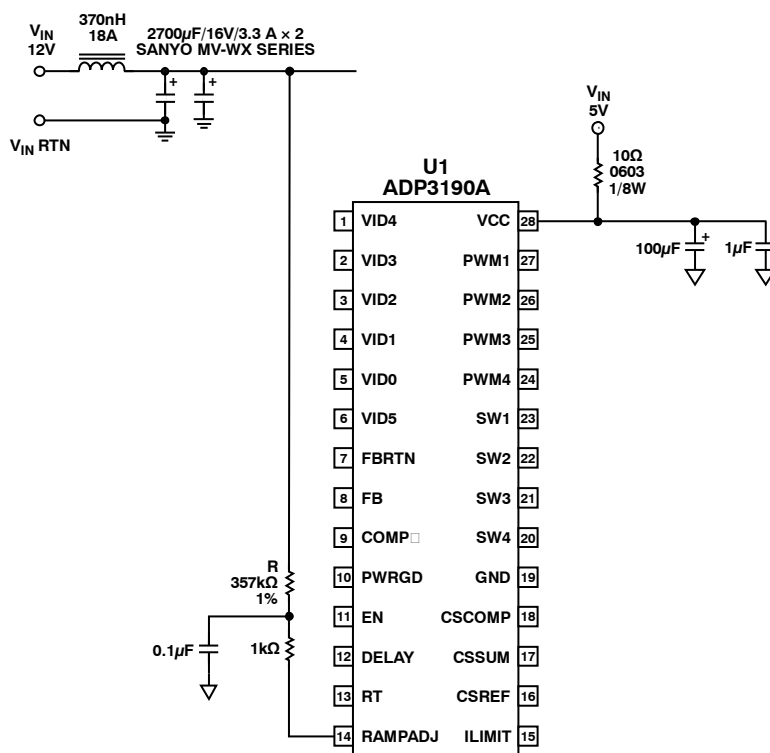 370nH
18A
VIN
12V
2700µF/16V/3.3 A × 2
SANYO MV-WX SERIES
+
+
VIN RTN
VIN
5V
10Ω
0603
1/8W
U1
ADP3190A
1 VID4
VCC 28
2 VID3
PWM1 27
3 VID2
PWM2 26
4 VID1
PWM3 25
5 VID0
PWM4 24
6 VID5
SW1 23
7 FBRTN
SW2 22
8 FB
SW3 21
9 COMP□
SW4 20
10 PWRGD
GND 19
11 EN
CSCOMP 18
12 DELAY
CSSUM 17
13 RT
CSREF 16
14 RAMPADJ
ILIMIT 15
100µF
+
1µF
R
357kΩ
1%
0.1µF
1kΩ